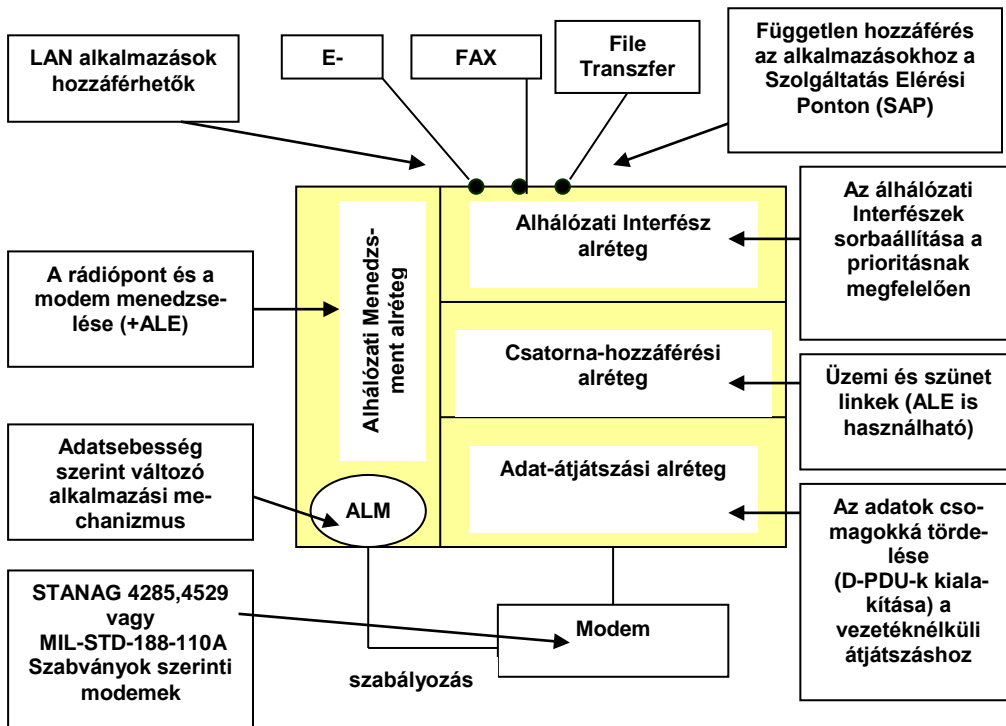 LAN alkalmazások
hozzáférhetők
E-
FAX
File
Transzfer
Független hozzáférés
az alkalmazásokhoz a
Szolgáltatás Elérési
Ponton (SAP)
Alhálózati Menedzs-
ment alréteg
Alhálózati Interfész
alréteg
Az álhálózati
Interfészek
sorbaállítása a
prioritásnak
megfelelően
A rádiópont és a
modem menedzse-
lése (+ALE)
Csatorna-hozzáférési
alréteg
Üzemi és szünet
linkek (ALE is
használható)
Adatsebesség
szerint változó
alkalmazási me-
chanizmus
ALM
Adat-átjátszási alréteg
Az adatok cso-
magokká törde-
lése
(D-PDU-k kiala-
kítása) a
vezetéknélküli
átjátszáshoz
STANAG 4285,4529
vagy
MIL-STD-188-110A
Szabványok szerinti
modemek
Modem
szabályozás